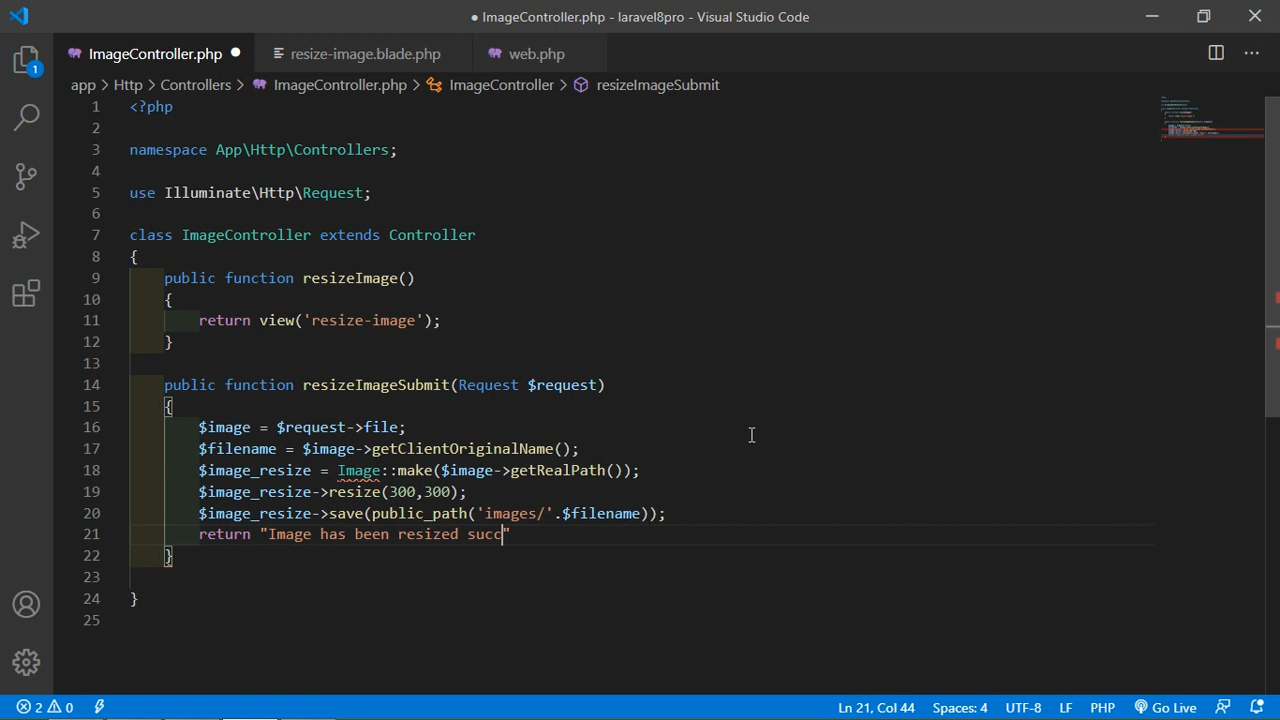 ● ImageController.php - laravel8pro - Visual Studio Code
ImageController.php ●
resize-image.blade.php
web.php
1
app > Http > Controllers > ImageController.php > ImageController > resizeImageSubmit
1 <?php
2
3 namespace App\Http\Controllers;
4
5 use Illuminate\Http\Request;
6
7 class ImageController extends Controller
8 {
9 public function resizeImage()
10 {
11 return view('resize-image');
12 }
13
14 public function resizeImageSubmit(Request $request)
15 {
16 $image = $request->file;
17 $filename = $image->getClientOriginalName();
18 $image_resize = Image::make($image->getRealPath());
19 $image_resize->resize(300,300);
20 $image_resize->save(public_path('images/'.$filename));
21 return "Image has been resized succ"
22 }
23
24 }
25
2 0 Ln 21, Col 44 Spaces: 4 UTF-8 LF PHP Go Live